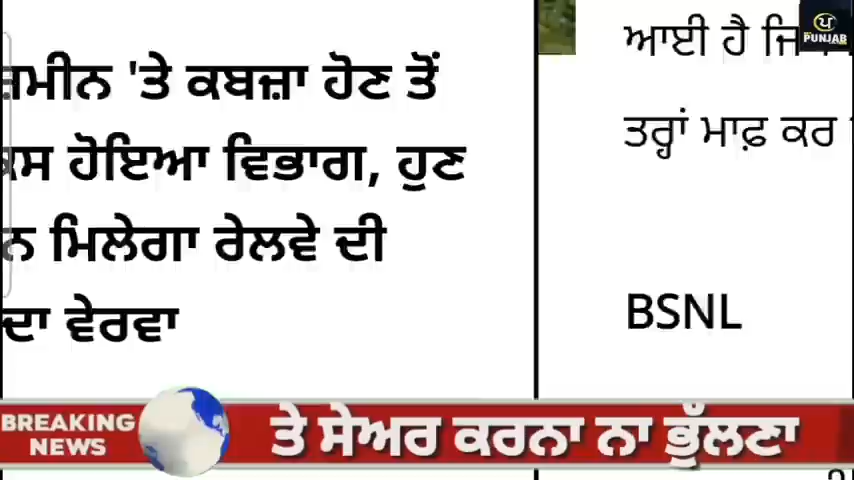 'ਤੇ ਕਬਜ਼ਾ ਹੋਣ ਤੋਂ
ਹੋਇਆ ਵਿਭਾਗ, ਹੁਣ
ਮਿਲੇਗਾ ਰੇਲਵੇ ਦੀ
ਦਾ ਵੇਰਵਾ
ਆਈ ਹੈ
ਤਰ੍ਹਾਂ ਮਾਫ਼ ਕਰ
BSNL
ਪ
PUNJAB
BREAKING
NEWS
ਤੇ ਸੇਅਰ ਕਰਨਾ ਨਾ ਭੁੱਲਣਾ